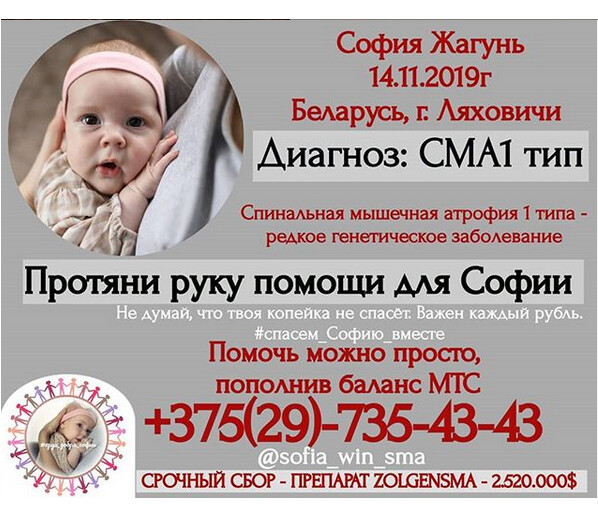 София Жагунь
14.11.2019г
Беларусь, г. Ляховичи
Диагноз: СМА1 тип
Спинальная мышечная атрофия 1 типа -
редкое генетическое заболевание
Протяни руку помощи для Софии
Не думай, что твоя копейка не спасёт. Важен каждый рубль.
#спасем_Софию_вместе
Помочь можно просто,
пополнив баланс МТС
+375(29)-735-43-43
@sofia_win_sma
СРОЧНЫЙ СБОР - ПРЕПАРАТ ZOLGENSMA - 2.520.000$